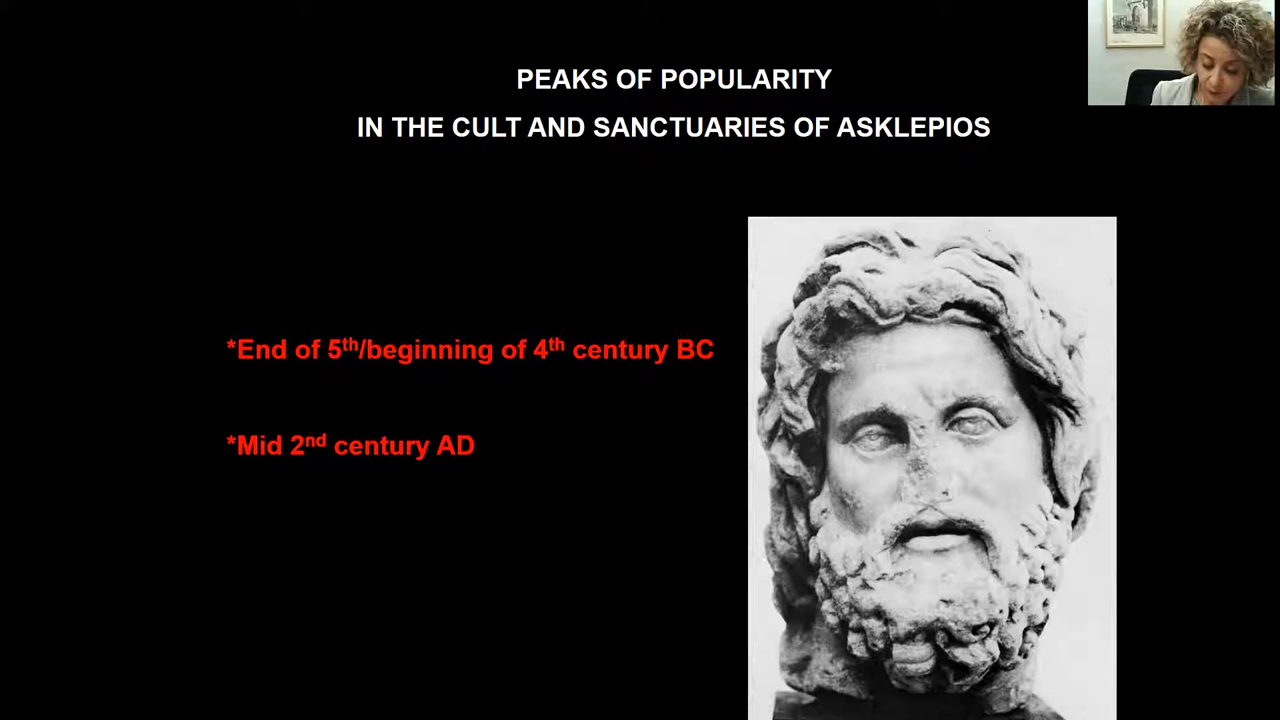 PEAKS OF POPULARITY
IN THE CULT AND SANCTUARIES OF ASKLEPIOS
*End of 5th/beginning of 4th century BC
*Mid 2nd century AD